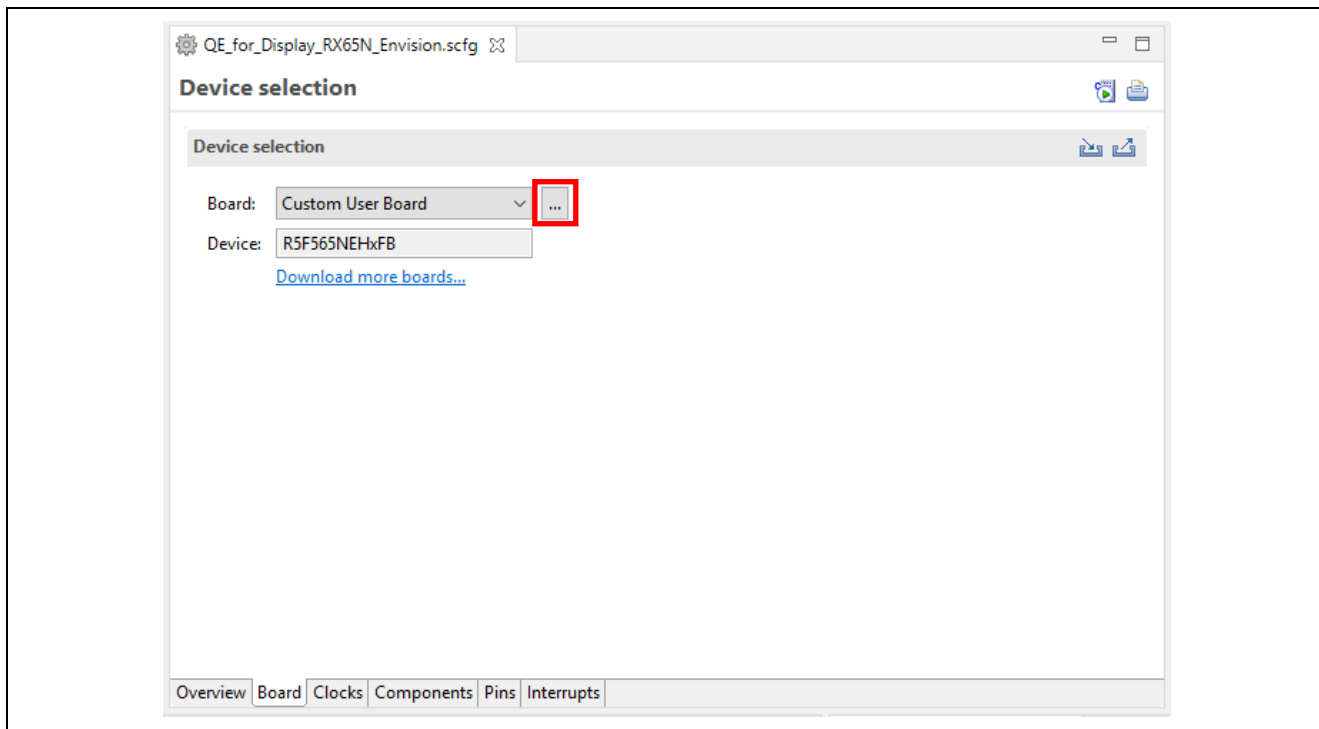 QE_for_Display_RX65N_Envision.scfg
Device selection
Device selection
Board: Custom User Board ...
Device: R5F565NEHxFB
Download more boards...
Overview Board Clocks Components Pins Interrupts